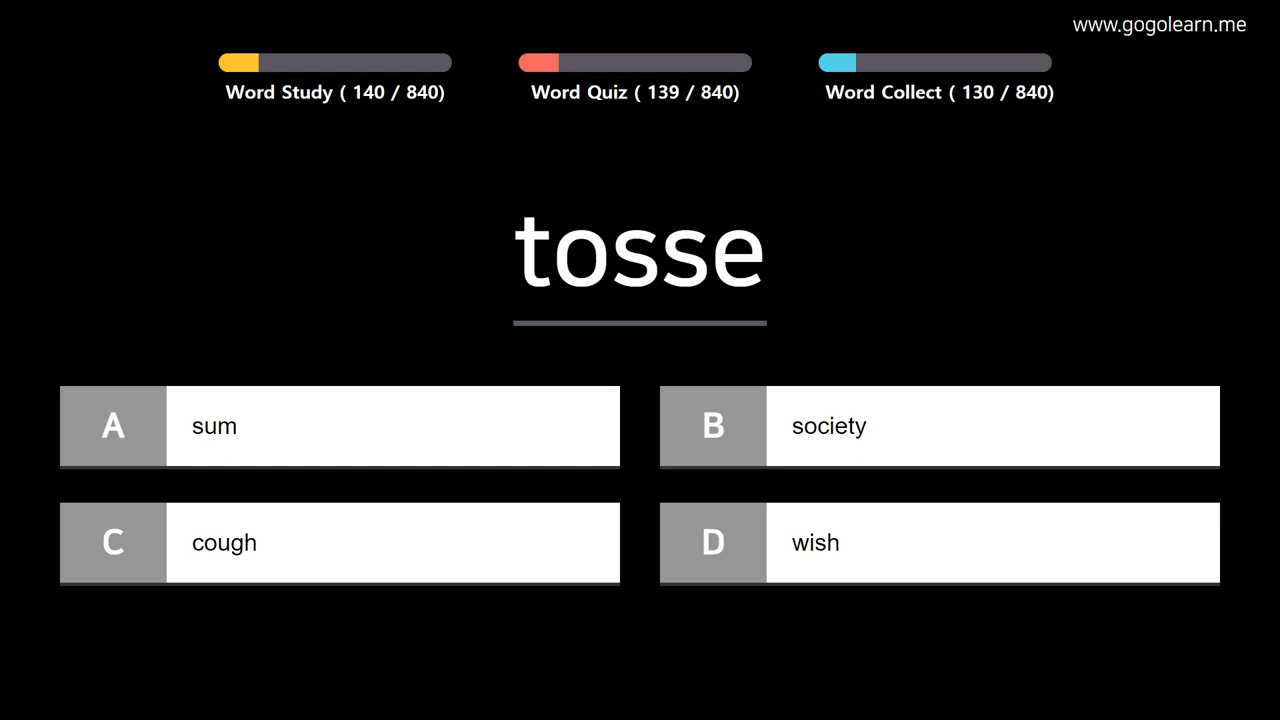 www.gogolearn.me
Word Study ( 140 / 840)
Word Quiz ( 139 / 840)
Word Collect ( 130 / 840)
tosse
A sum
B society
C cough
D wish